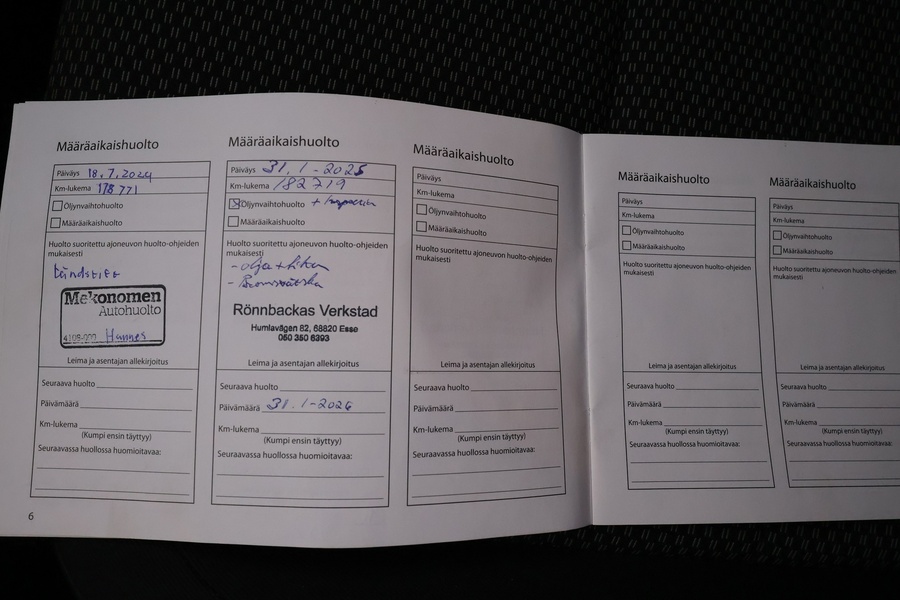 Määräaikaishuolto
Päiväys 18.7.2024
Km-lukema 178 771
Öljynvaihtohuolto
Määräaikaishuolto
Huolto suoritettu ajoneuvon huolto-ohjeiden
mukaisesti
tändstift
Mekonomen
Autohuolto
Hannes
Leima ja asentajan allekirjoitus
Seuraava huolto
Päivämäärä
Km-lukema
(Kumpi ensin täyttyy)
Seuraavassa huollossa huomioitavaa:
6
Määräaikaishuolto
Päiväys 31.1-2025
Km-lukema 182719
Öljynvaihtohuolto +
Määräaikaishuolto
Huolto suoritettu ajoneuvon huolto-ohjeiden
mukaisesti
- olja + filter
- Bromsvätska
Rönnbackas Verkstad
Humlavägen 82, 68820 Esse
050 350 6393
Leima ja asentajan allekirjoitus
Seuraava huolto
Päivämäärä 31.1-2026
Km-lukema
(Kumpi ensin täyttyy)
Seuraavassa huollossa huomioitavaa:
Määräaikaishuolto
Päiväys
Km-lukema
Öljynvaihtohuolto
Määräaikaishuolto
Huolto suoritettu ajoneuvon huolto-ohjeiden
mukaisesti
Leima ja asentajan allekirjoitus
Seuraava huolto
Päivämäärä
Km-lukema
(Kumpi ensin täyttyy)
Seuraavassa huollossa huomioitavaa:
Määräaikaishuolto
Päiväys
Km-lukema
Öljynvaihtohuolto
Määräaikaishuolto
Huolto suoritettu ajoneuvon huolto-ohjeiden
mukaisesti
Leima ja asentajan allekirjoitus
Seuraava huolto
Päivämäärä
Km-lukema
(Kumpi ensin täyttyy)
Seuraavassa huollossa huomioitavaa:
Määräaikaishuolto
Päiväys
Km-lukema
Öljynvaihtohuolto
Määräaikaishuolto
Huolto suoritettu ajoneuvon huolto-ohjeiden
mukaisesti
Leima ja asentajan allekirjoitus
Seuraava huolto
Päivämäärä
Km-lukema
(Kumpi ensin täyttyy)
Seuraavassa huollossa huomioitavaa: